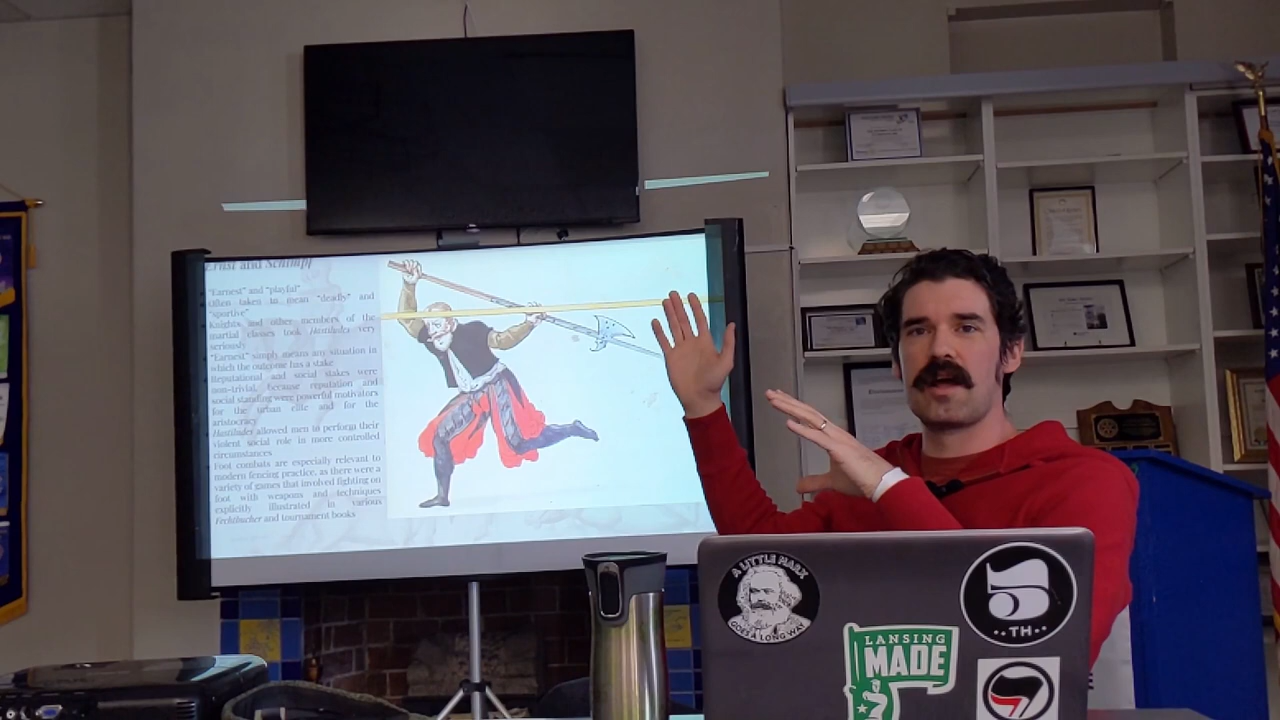 Ernst and Schimpf
"Earnest" and "playful"
Often taken to mean "deadly" and
"sportive"
Knights and other members of the
martial classes took Hastiludes very
seriously
"Earnest" simply means any situation in
which the outcome has a stake
Reputational and social stakes were
non-trivial, because reputation and
social standing were powerful motivators
for the urban elite and for the
aristocracy
Hastiludes allowed men to perform their
violent social role in more controlled
circumstances
Foot combats are especially relevant to
modern fencing practice, as there were a
variety of games that involved fighting on
foot with weapons and techniques
explicitly illustrated in various
Fechtbucher and tournament books
A LITTLE MARX
GOES A LONG WAY
LANSING
MADE
5
TH